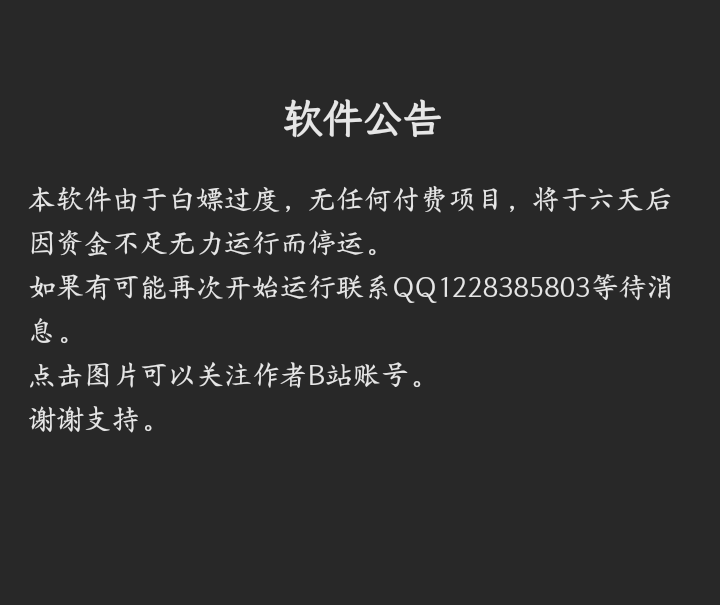 软件公告
本软件由于白嫖过度，无任何付费项目，将于六天后
因资金不足无力运行而停运。
如果有可能再次开始运行联系QQ1228385803等待消
息。
点击图片可以关注作者B站账号。
谢谢支持。